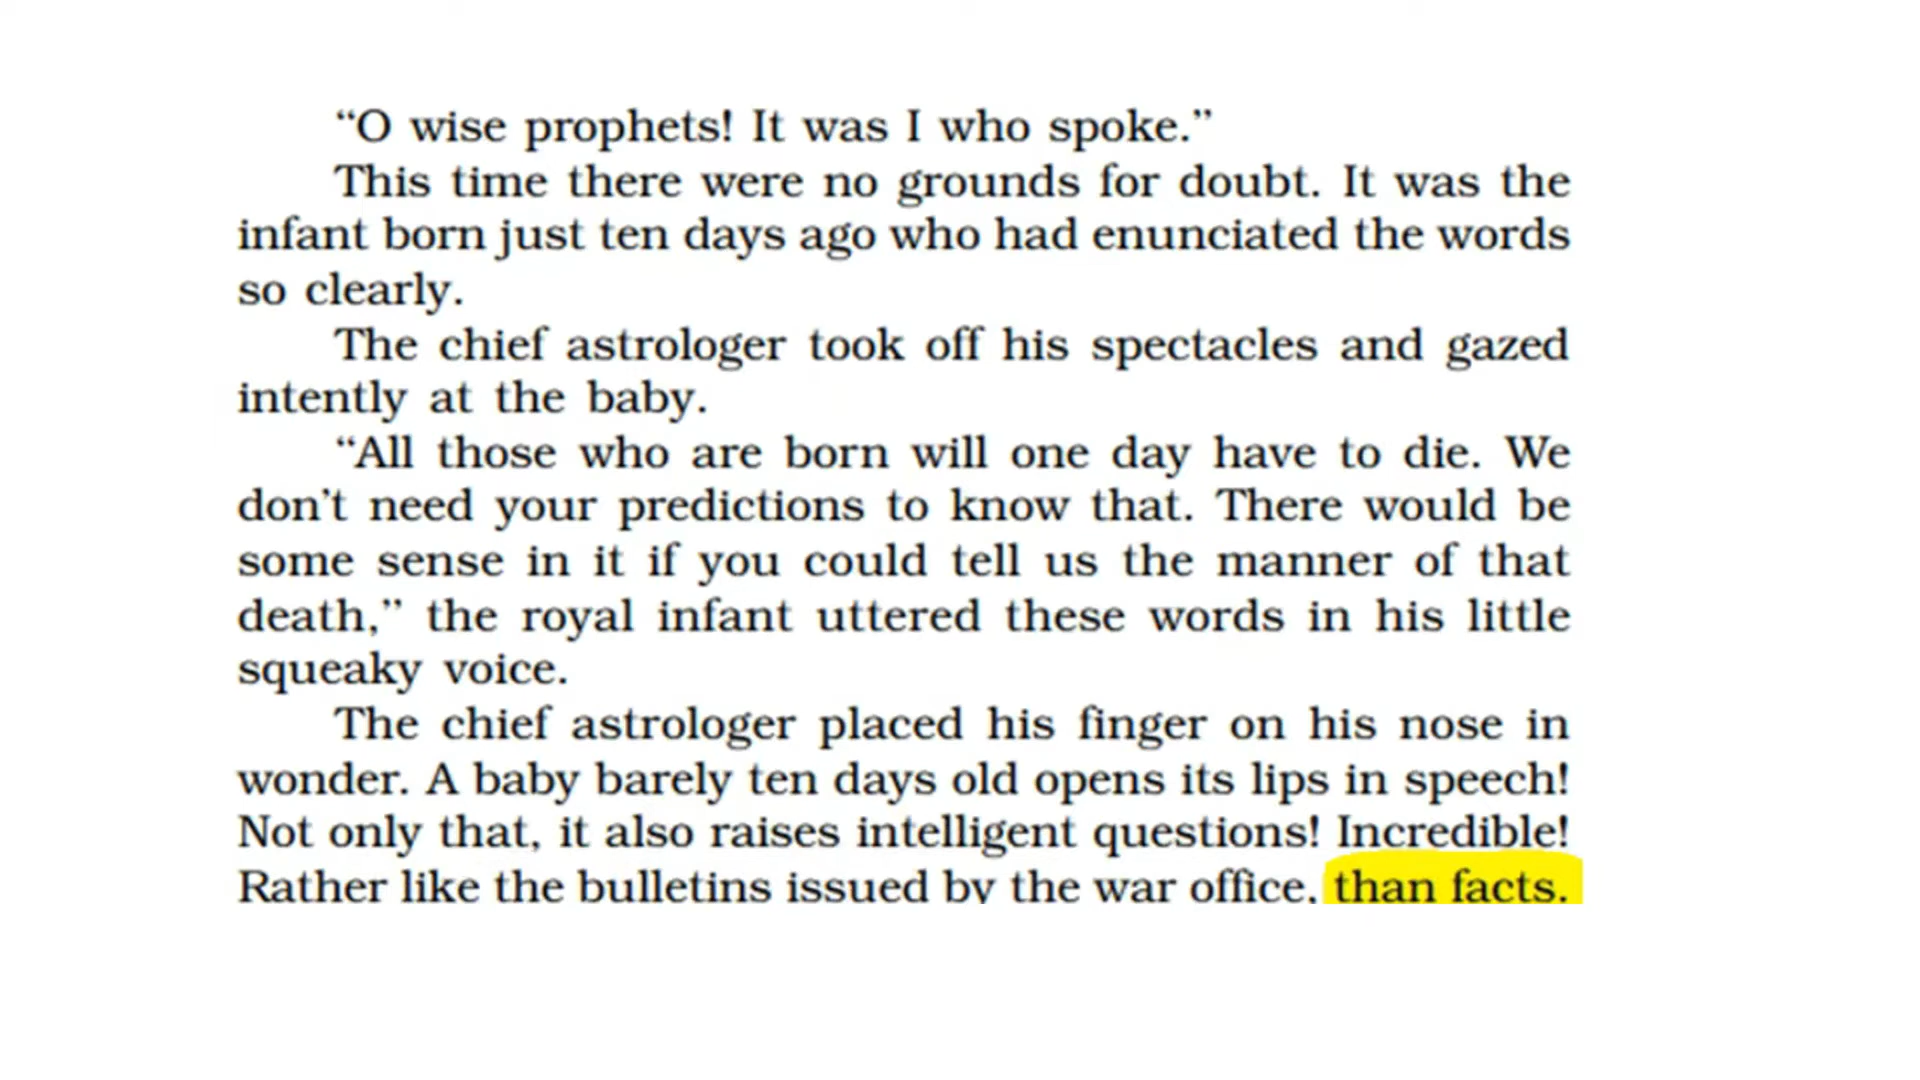 “O wise prophets! It was I who spoke.”
This time there were no grounds for doubt. It was the
infant born just ten days ago who had enunciated the words
so clearly.
The chief astrologer took off his spectacles and gazed
intently at the baby.
“All those who are born will one day have to die. We
don’t need your predictions to know that. There would be
some sense in it if you could tell us the manner of that
death,” the royal infant uttered these words in his little
squeaky voice.
The chief astrologer placed his finger on his nose in
wonder. A baby barely ten days old opens its lips in speech!
Not only that, it also raises intelligent questions! Incredible!
Rather like the bulletins issued by the war office, than facts.